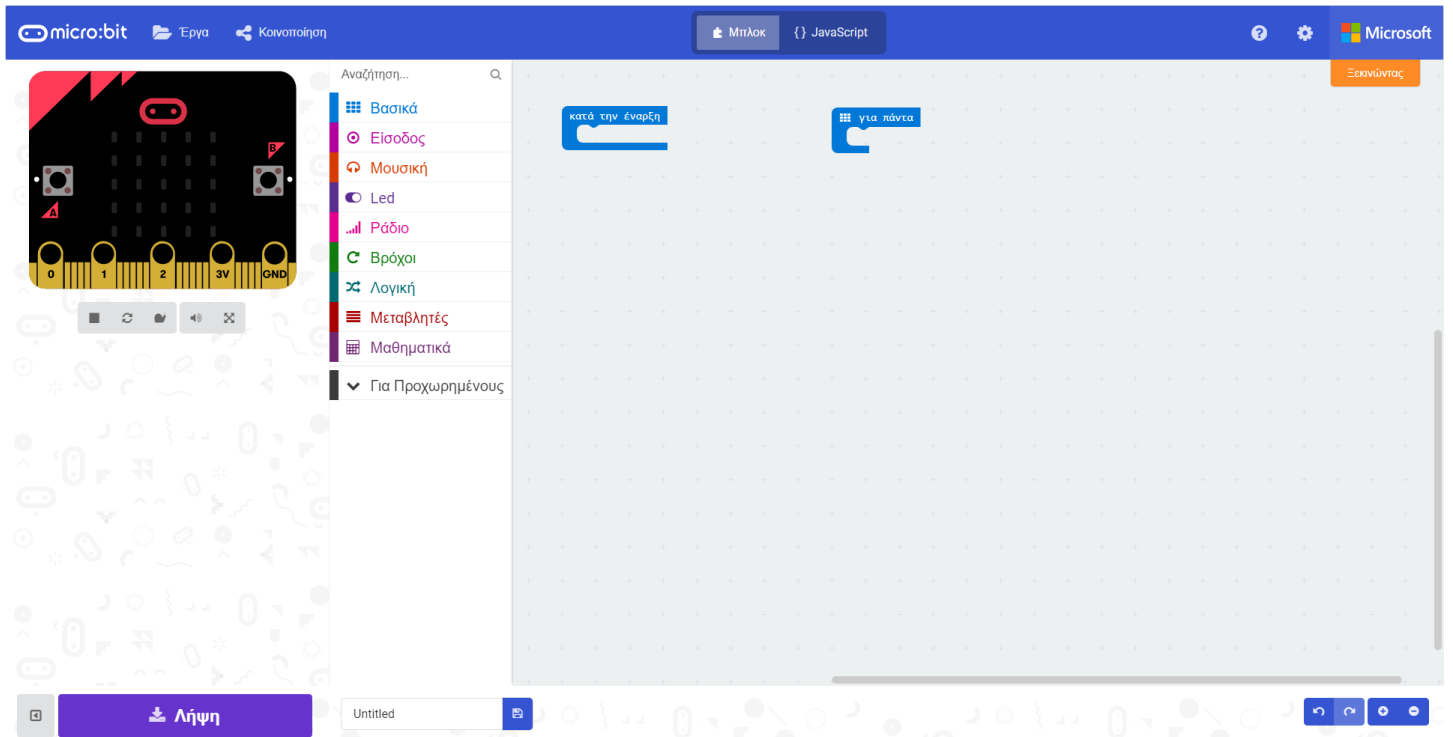 micro:bit Έργα Κοινοποίηση Μπλοκ {} JavaScript Microsoft
Ξεκινώντας
Αναζήτηση...
Βασικά
Είσοδος
Μουσική
Led
Ράδιο
Βρόχοι
Λογική
Μεταβλητές
Μαθηματικά
Για Προχωρημένους
κατά την έναρξη
για πάντα
B
A
0 1 2 3V GND
Λήψη
Untitled